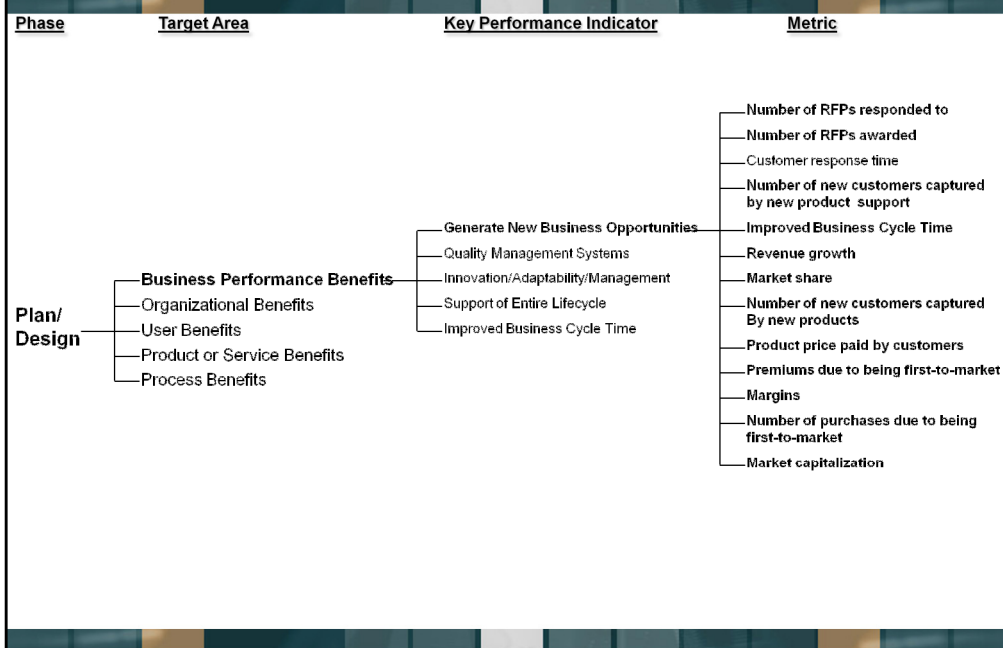 Phase
Target Area
Key Performance Indicator
Metric
Plan/
Design
Business Performance Benefits
Organizational Benefits
User Benefits
Product or Service Benefits
Process Benefits
Generate New Business Opportunities
Quality Management Systems
Innovation/Adaptability/Management
Support of Entire Lifecycle
Improved Business Cycle Time
Number of RFPs responded to
Number of RFPs awarded
Customer response time
Number of new customers captured
by new product support
Improved Business Cycle Time
Revenue growth
Market share
Number of new customers captured
By new products
Product price paid by customers
Premiums due to being first-to-market
Margins
Number of purchases due to being
first-to-market
Market capitalization